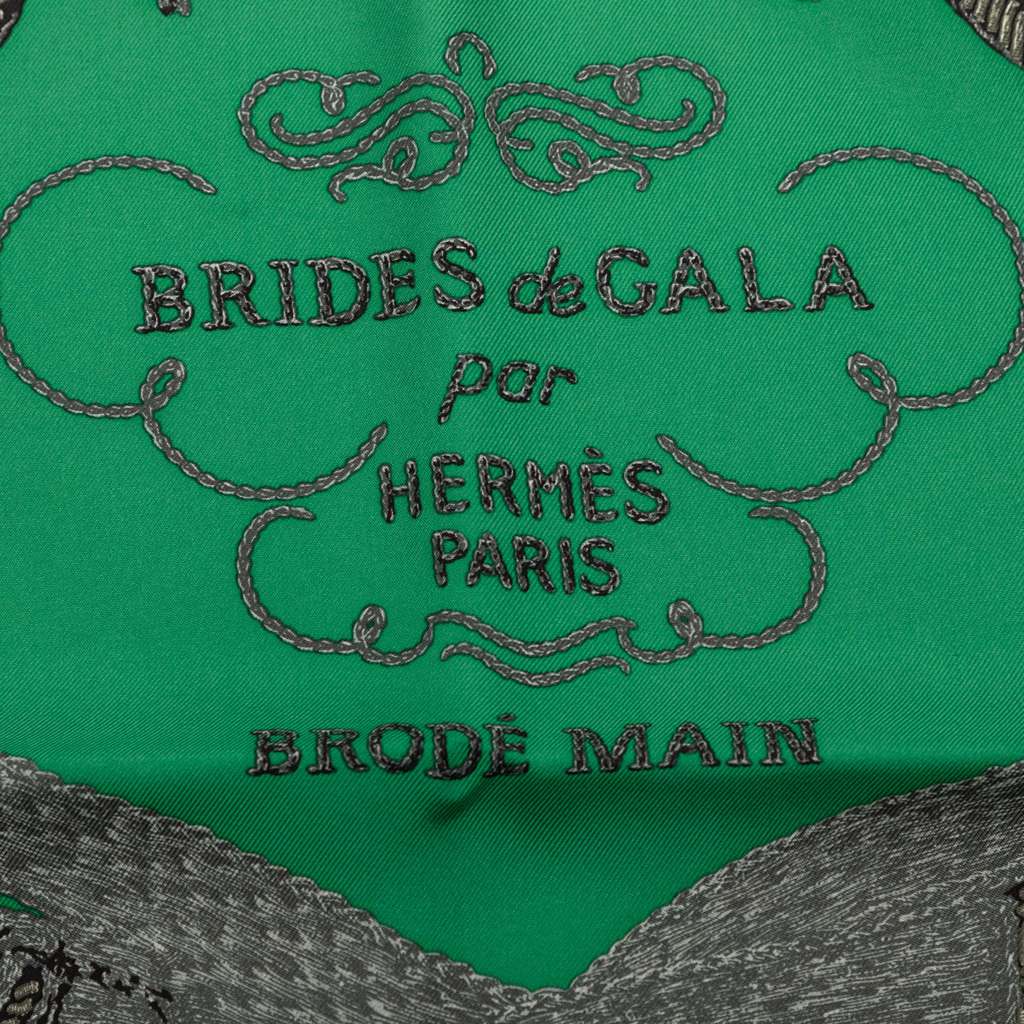 BRIDES de GALA
par
HERMÈS
PARIS
BRODÉ MAIN